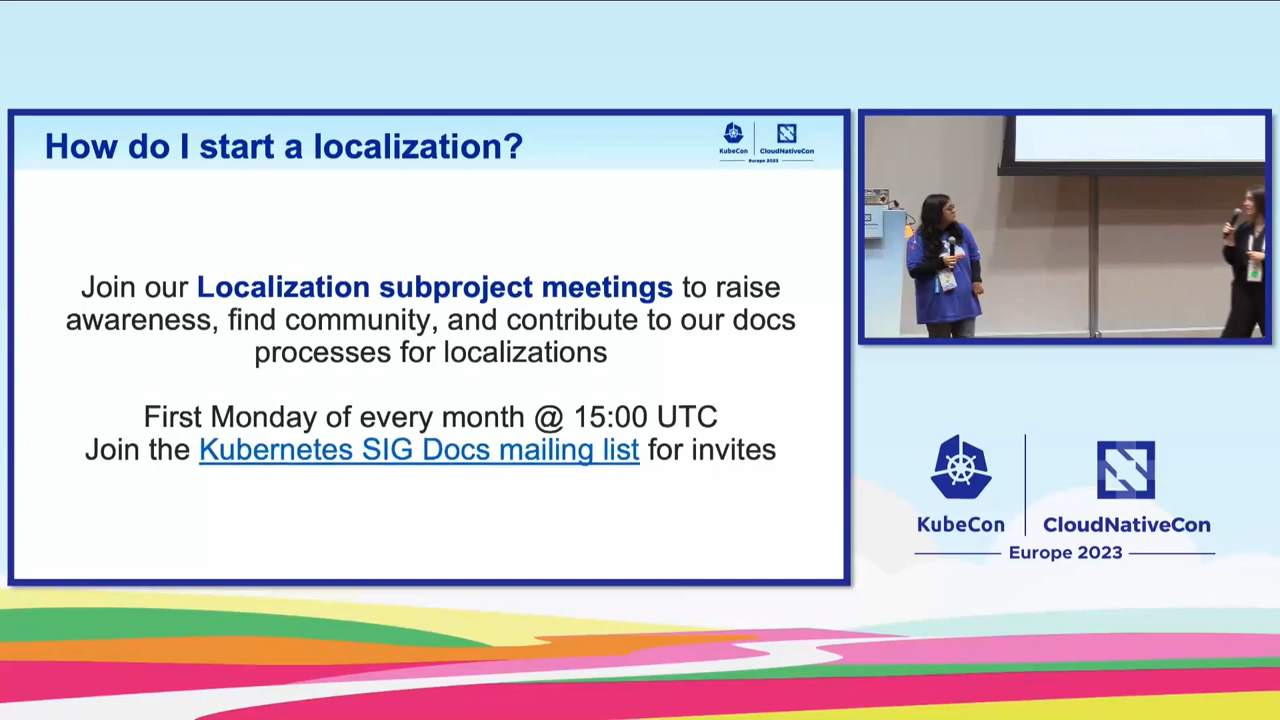 How do I start a localization?
KubeCon
CloudNativeCon
Europe 2023
Join our Localization subproject meetings to raise
awareness, find community, and contribute to our docs
processes for localizations
First Monday of every month @ 15:00 UTC
Join the Kubernetes SIG Docs mailing list for invites
KubeCon
CloudNativeCon
Europe 2023